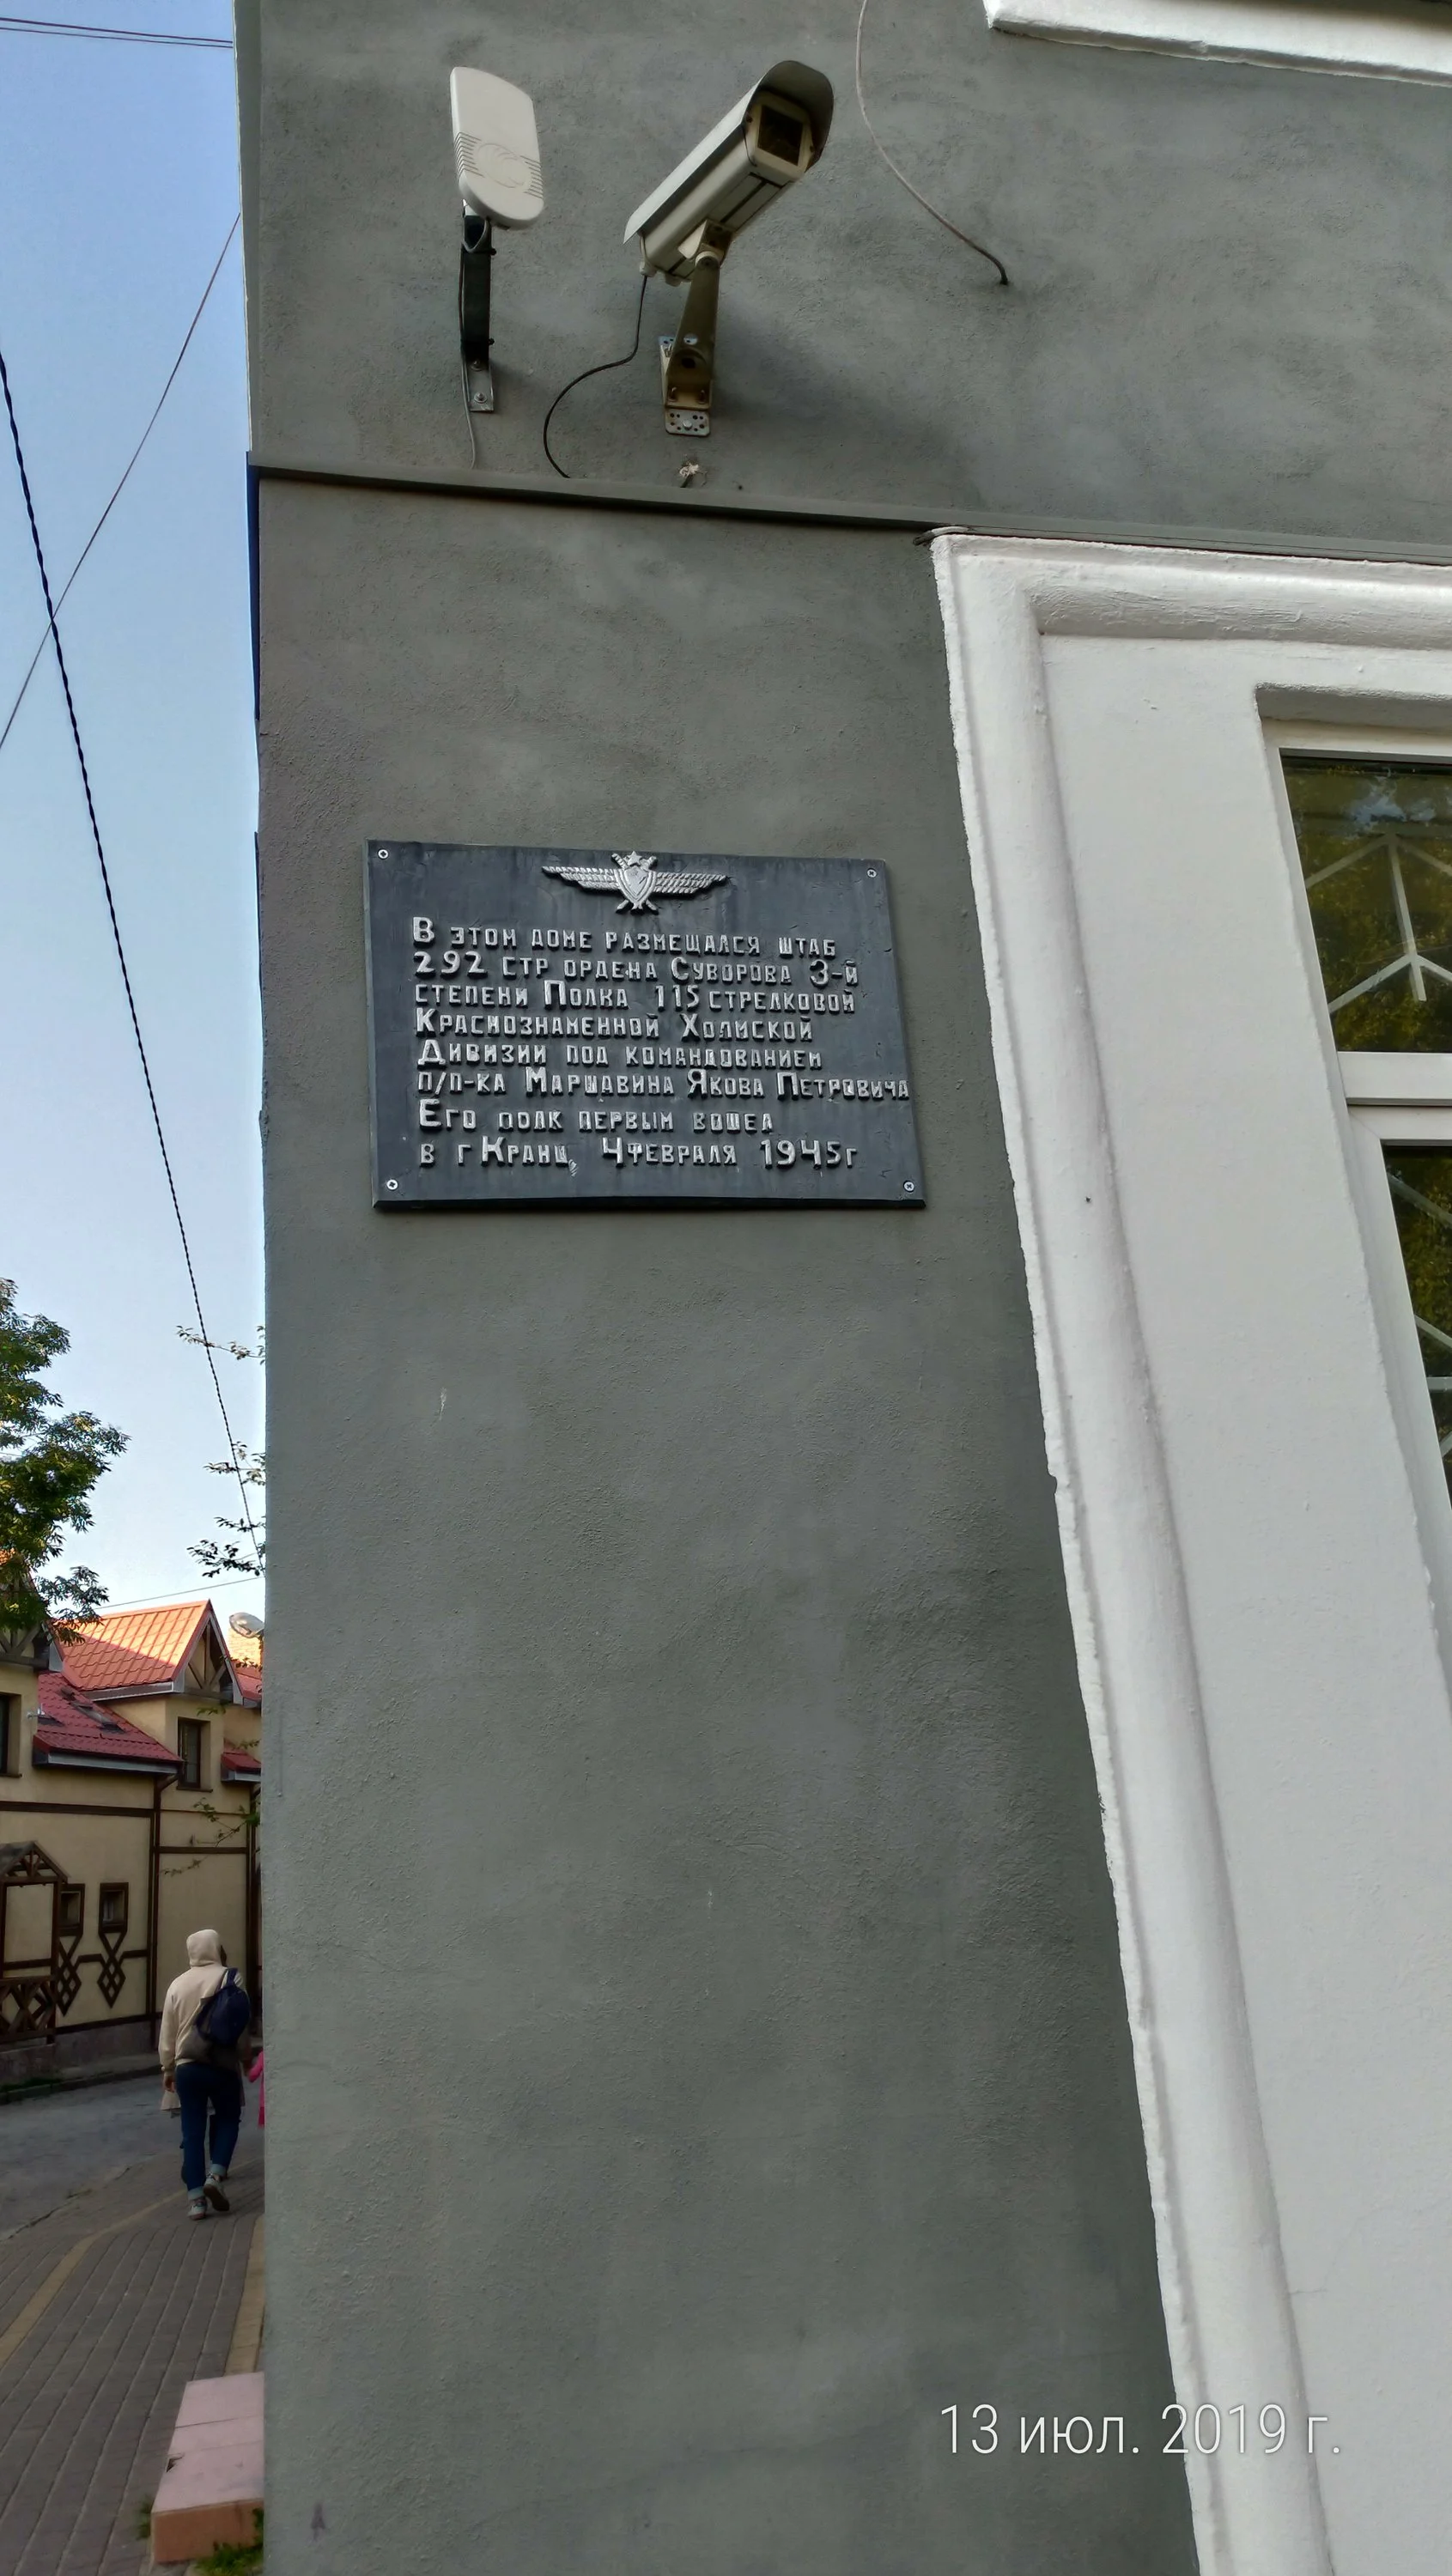 В ЭТОМ ДОМЕ РАЗМЕЩАЛСЯ ШТАБ
292 СТР ОРДЕНА СУВОРОВА 3-Й
СТЕПЕНИ ПОЛКА 115 СТРЕЛКОВОЙ
КРАСНОЗНАМЕННОЙ ХОЛМСКОЙ
ДИВИЗИИ ПОД КОМАНДОВАНИЕМ
П/П-КА МАРШАВИНА ЯКОВА ПЕТРОВИЧА
ЕГО ПОЛК ПЕРВЫМ ВОШЕЛ
В Г КРАНЦ, 4 ФЕВРАЛЯ 1945Г
13 июл. 2019 г.